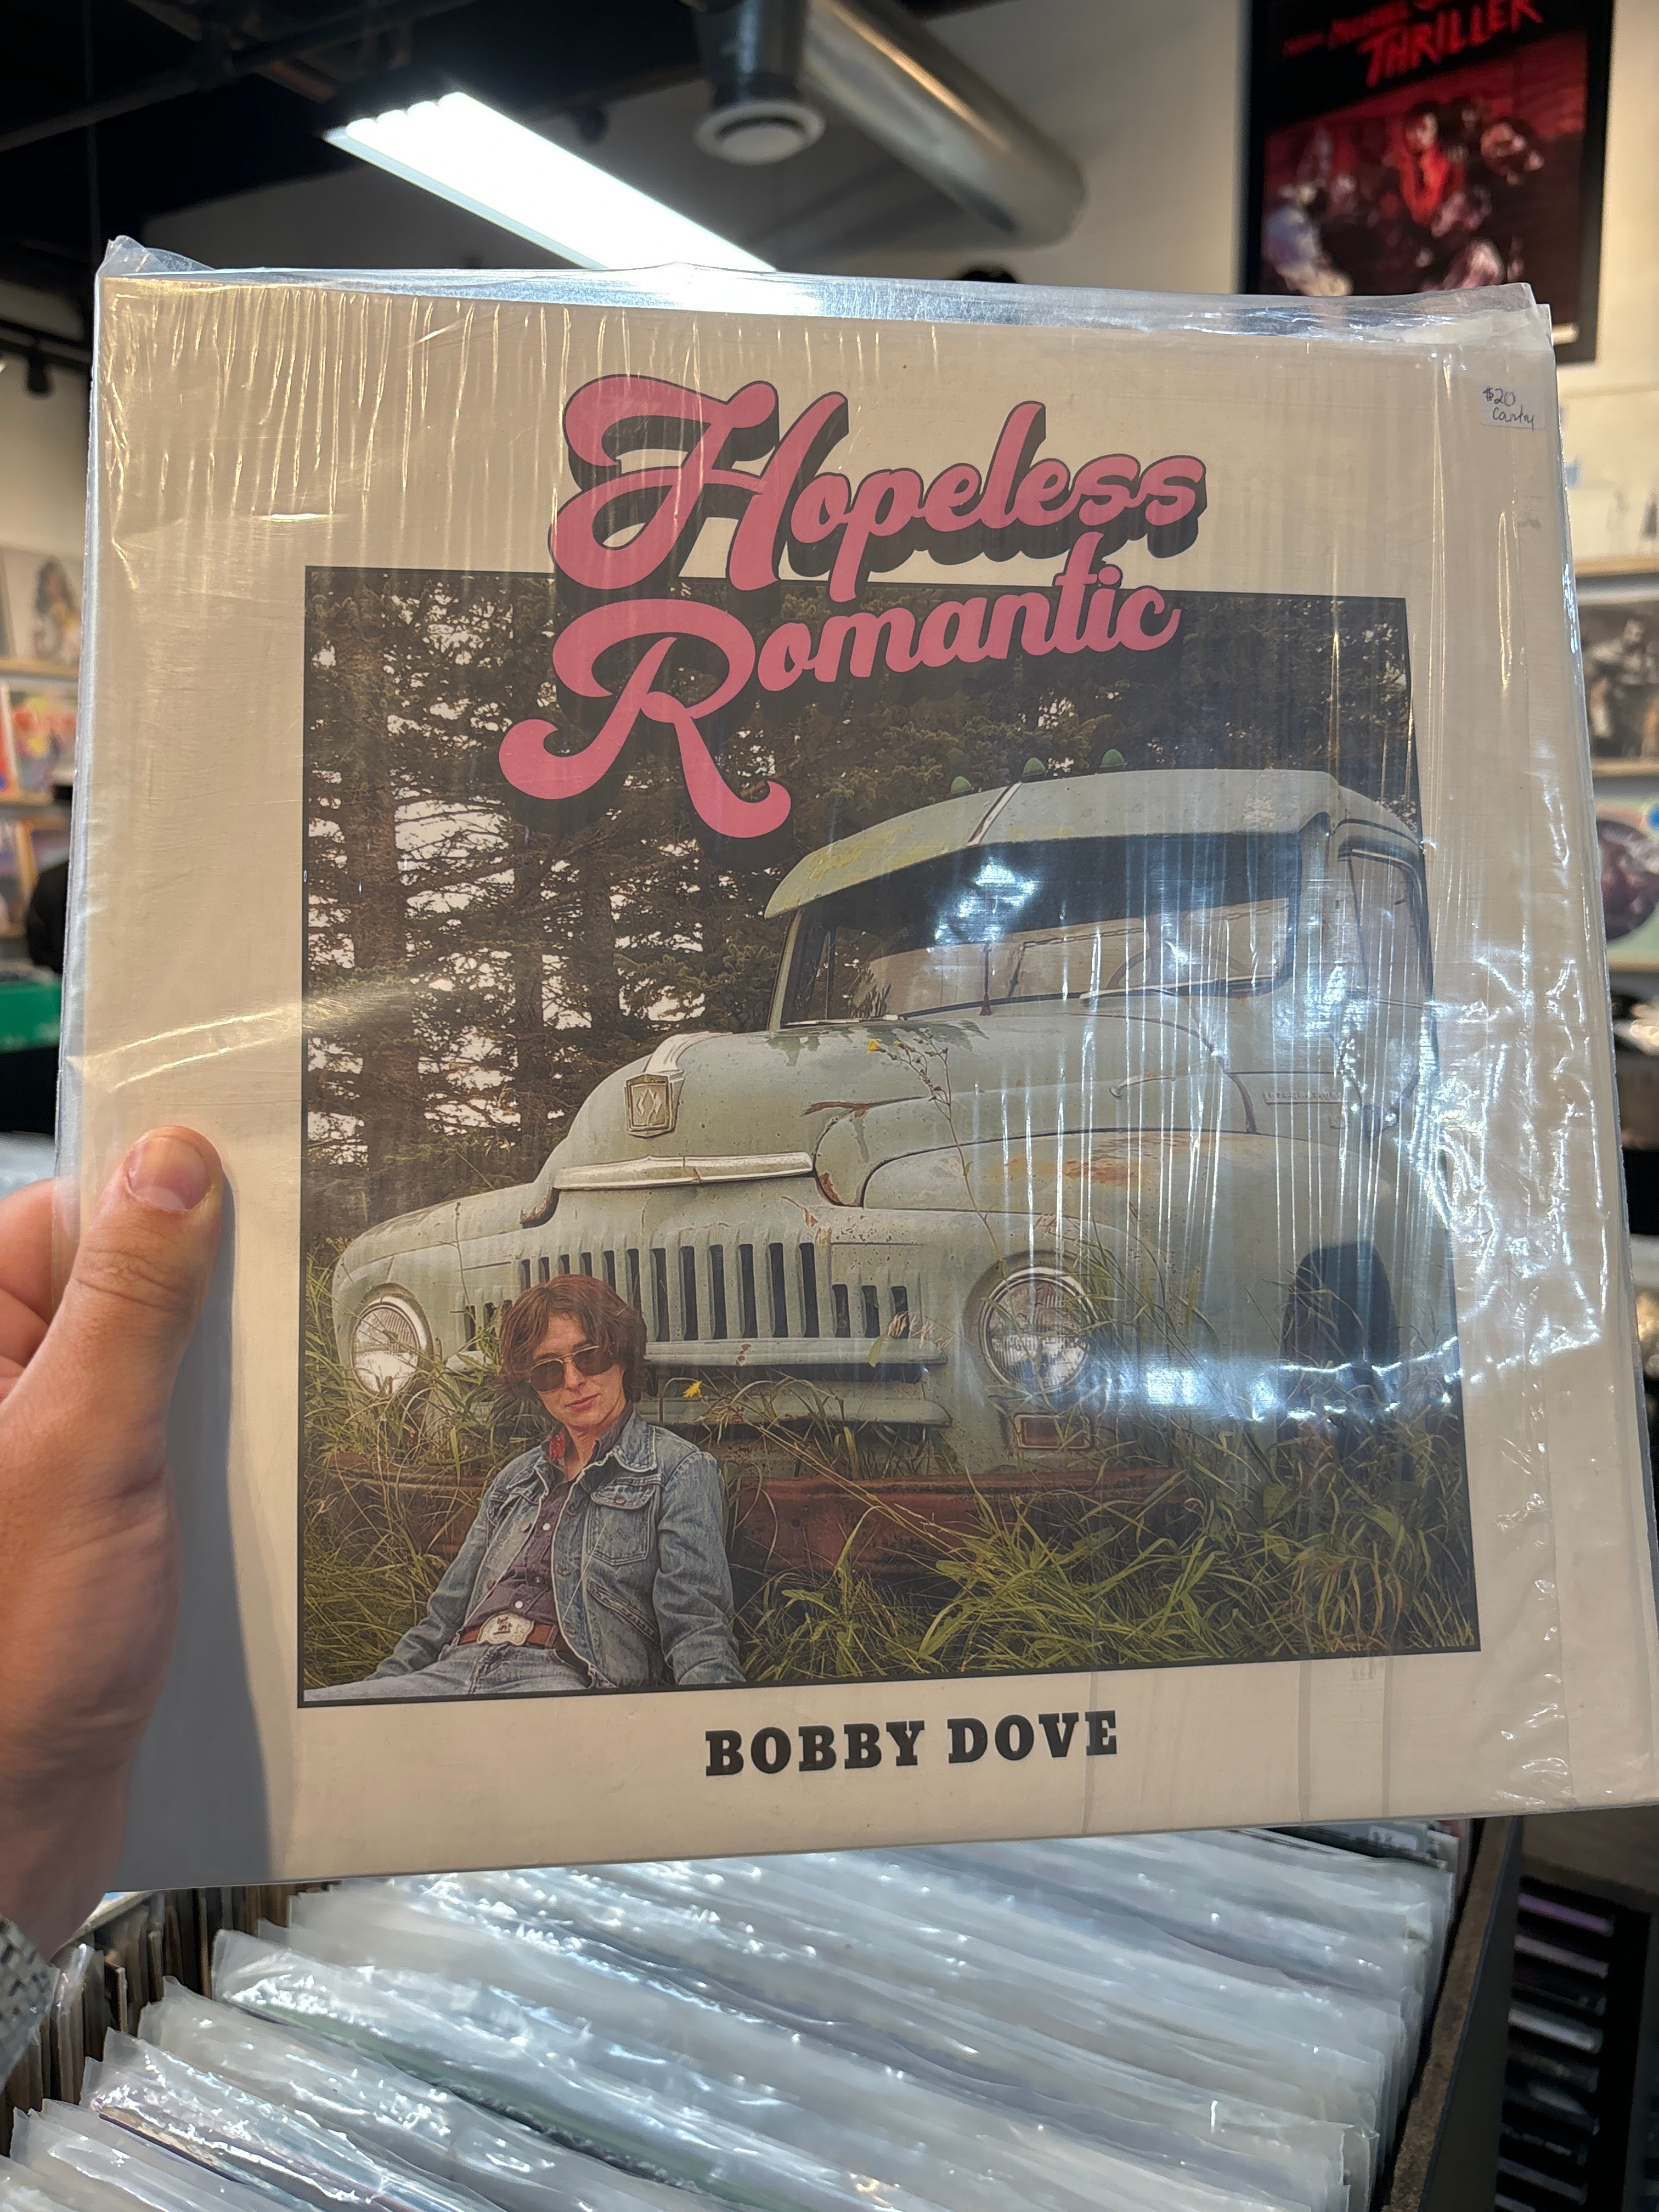 THRILLER
$20
Hopeless
Romantic
BOBBY DOVE